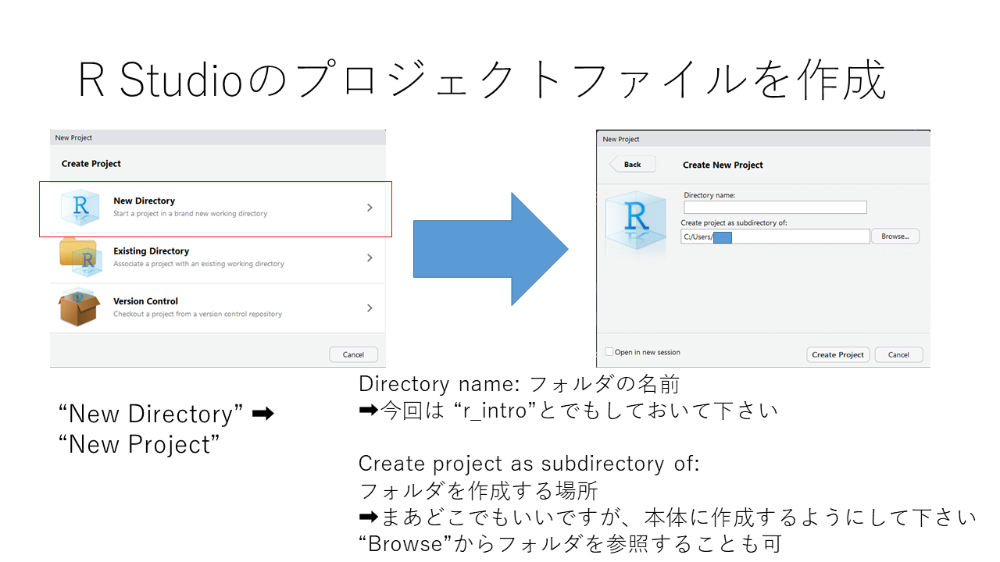 R Studioのプロジェクトファイルを作成
New Project
Create Project
New Directory
Start a project in a brand new working directory
Existing Directory
Associate a project with an existing working directory
Version Control
Checkout a project from a version control repository
Cancel
New Project
Back
Create New Project
Directory name:
Create project as subdirectory of:
C:/Users/
Browse...
Open in new session
Create Project
Cancel
“New Directory” ➡
“New Project”
Directory name: フォルダの名前
➡今回は “r_intro”とでもしておいて下さい
Create project as subdirectory of:
フォルダを作成する場所
➡まあどこでもいいですが、本体に作成するようにして下さい
“Browse”からフォルダを参照することも可